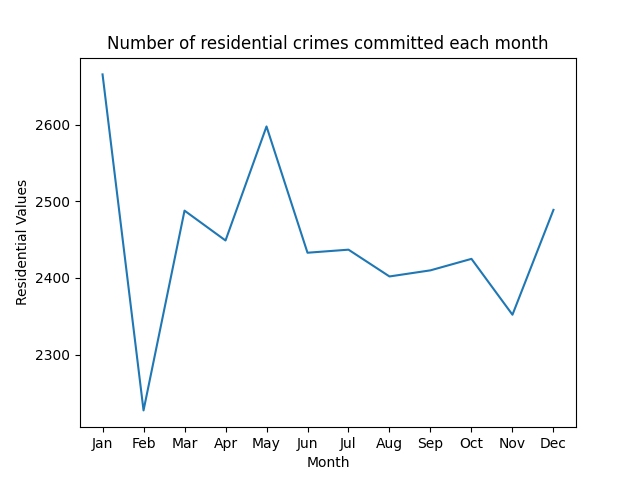 Number of residential crimes committed each month
Residential Values
2600
2500
2400
2300
Jan Feb Mar Apr May Jun Jul Aug Sep Oct Nov Dec
Month